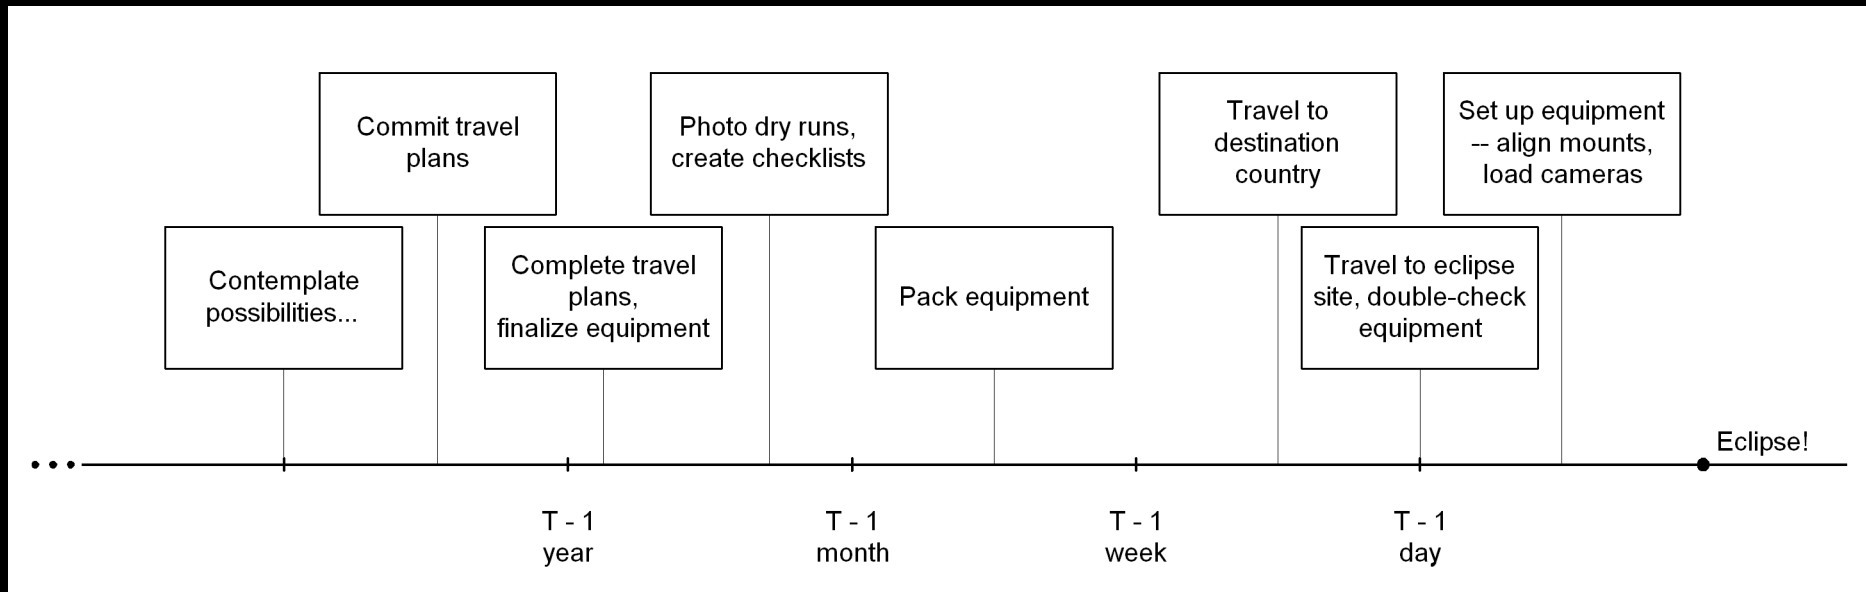 Commit travel
plans
Photo dry runs,
create checklists
Travel to
destination
country
Set up equipment
-- align mounts,
load cameras
Contemplate
possibilities...
Complete travel
plans,
finalize equipment
Pack equipment
Travel to eclipse
site, double-check
equipment
Eclipse!
T - 1
year
T - 1
month
T - 1
week
T - 1
day